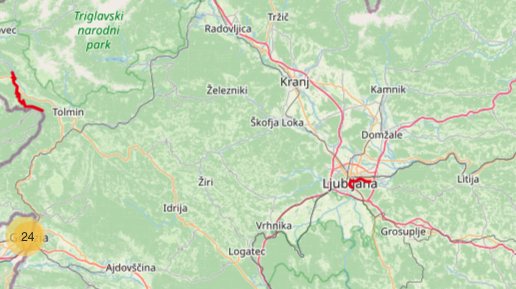 Triglavski
narodni
park
Tržič
Radovljica
Kranj
Železniki
Kamnik
Tolmin
Škofja Loka
Domžale
Žiri
Ljubljana
Litija
Idrija
Vrhnika
Grosuplje
24
Logatec
Ajdovščina